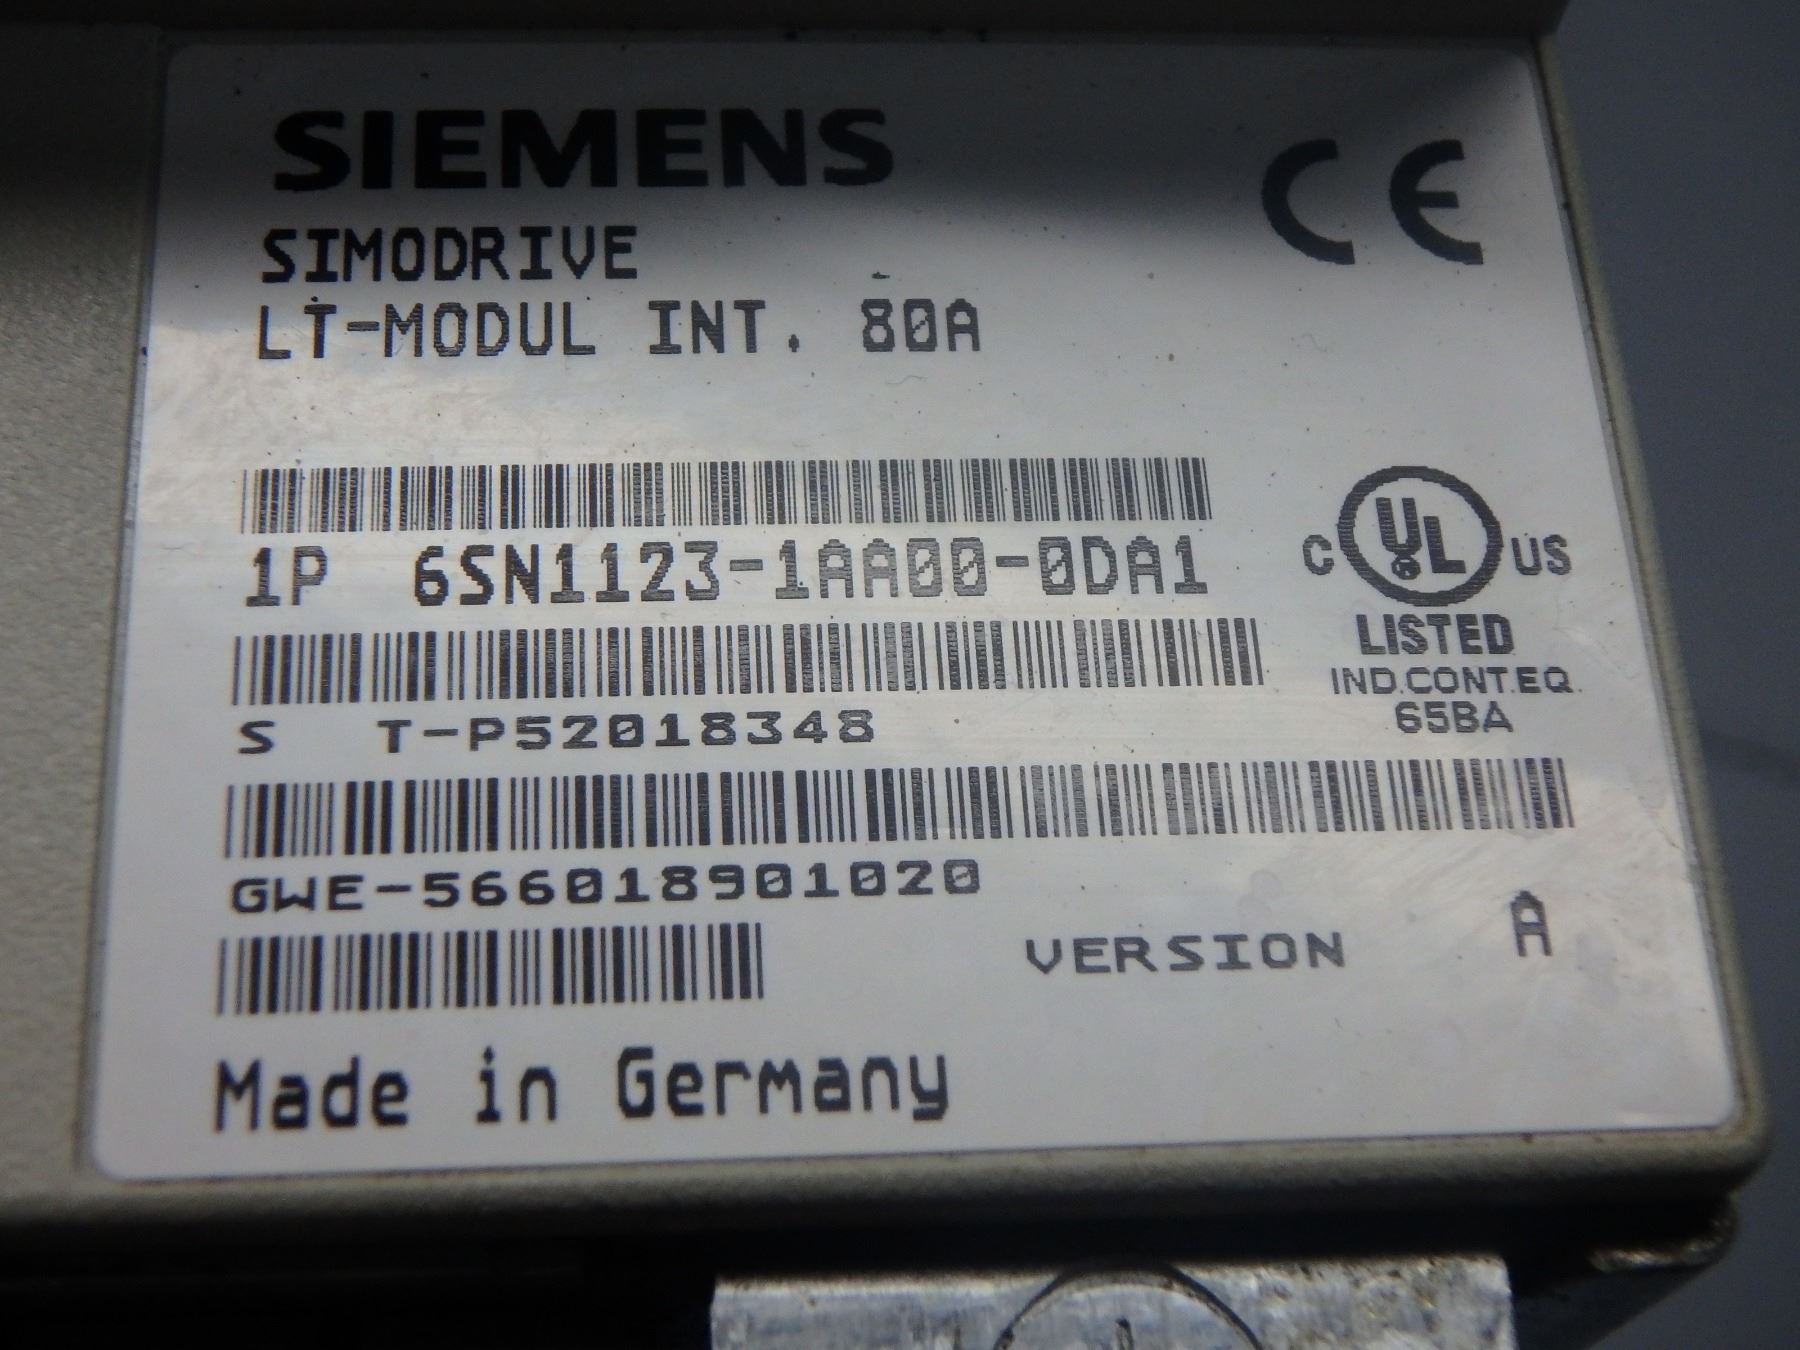 SIEMENS
CE
SIMODRIVE
LT-MODUL INT. 80A
1P 6SN1123-1AA00-0DA1
C UL US
LISTED
IND.CONT.EQ.
65BA
S T-P52018348
GWE-566018901020
VERSION A
Made in Germany